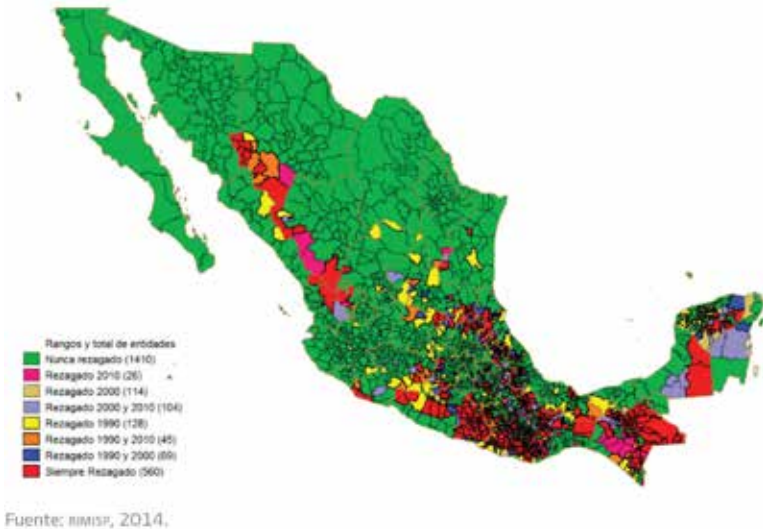 Rangos y total de entidades
Nunca rezagado (1410)
Rezagado 2010 (26)
Rezagado 2000 (114)
Rezagado 2000 y 2010 (104)
Rezagado 1990 (128)
Rezagado 1990 y 2010 (45)
Rezagado 1990 y 2000 (69)
Siempre Rezagado (560)
Fuente: RIMISP, 2014.